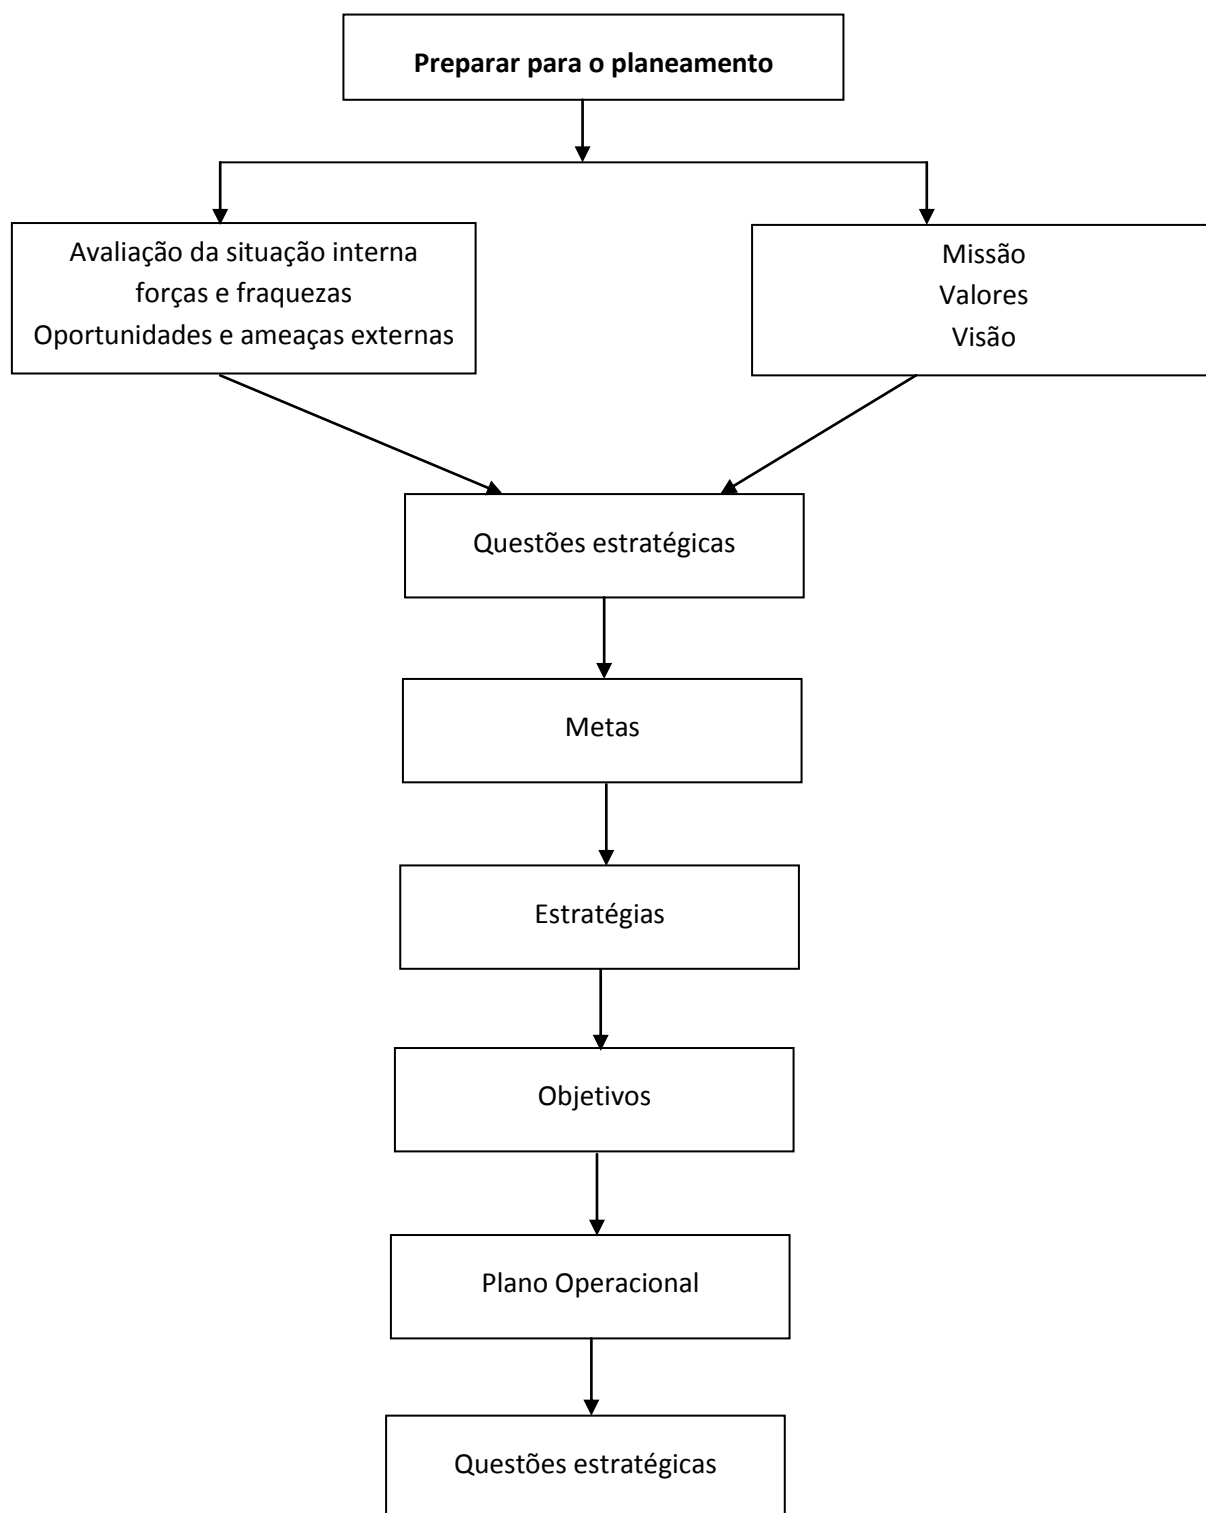 Preparar para o planeamento
Avaliação da situação interna
forças e fraquezas
Oportunidades e ameaças externas
Missão
Valores
Visão
Questões estratégicas
Metas
Estratégias
Objetivos
Plano Operacional
Questões estratégicas